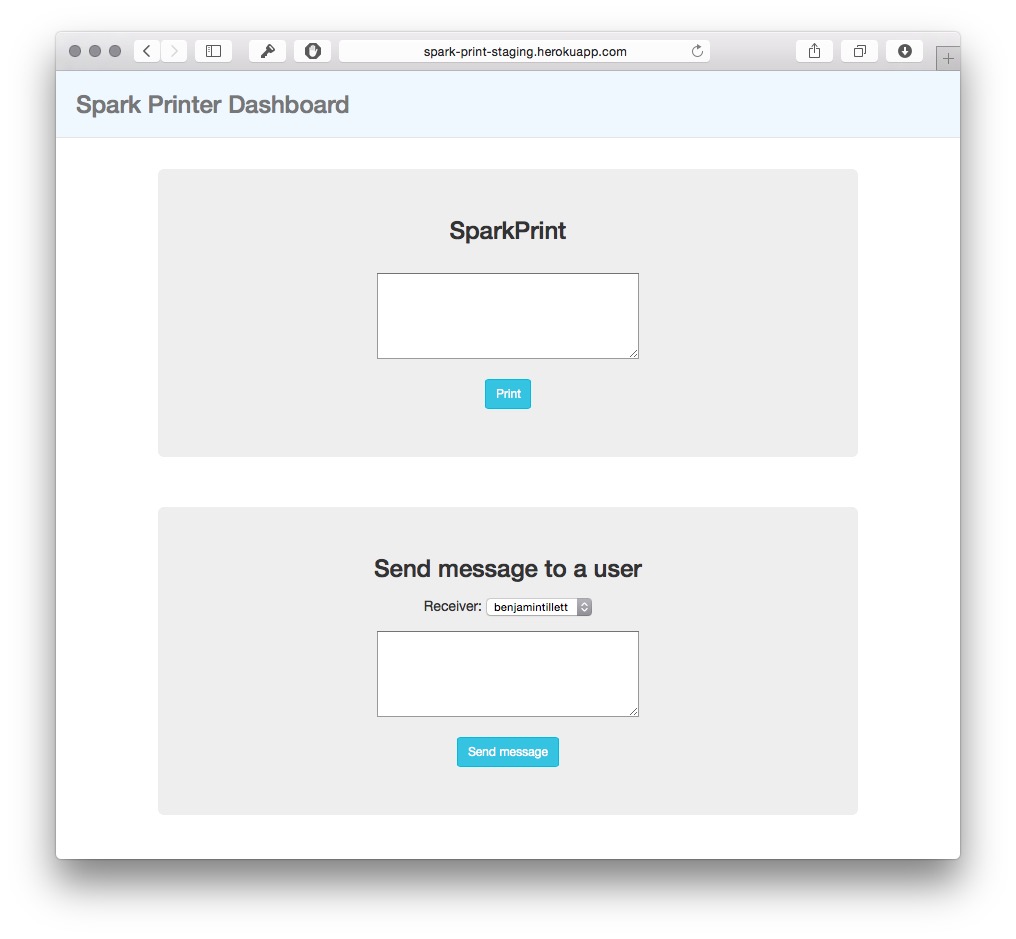 spark-print-staging.herokuapp.com
Spark Printer Dashboard
SparkPrint
Print
Send message to a user
Receiver: benjamintillett
Send message